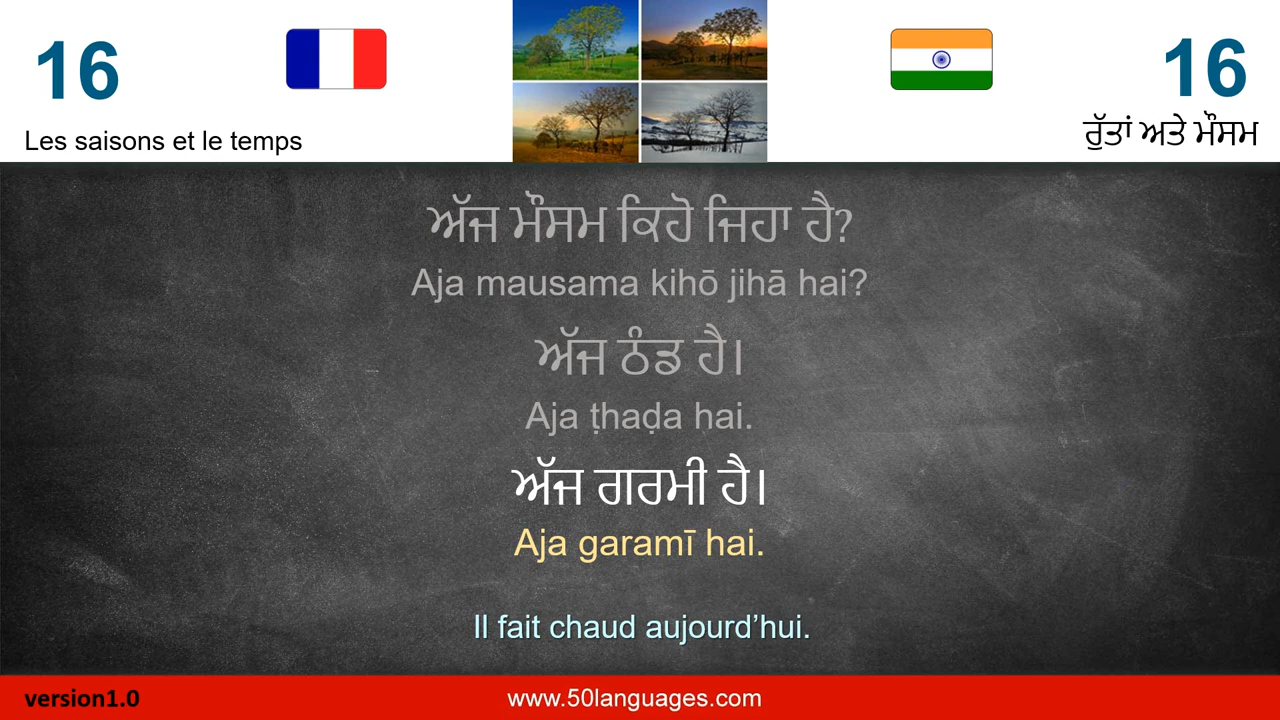 16
16
Les saisons et le temps
ਰੁੱਤਾਂ ਅਤੇ ਮੌਸਮ
ਅੱਜ ਮੌਸਮ ਕਿਹੋ ਜਿਹਾ ਹੈ?
Aja mausama kihō jihā hai?
ਅੱਜ ਠੰਡ ਹੈ।
Aja ṭhaḍa hai.
ਅੱਜ ਗਰਮੀ ਹੈ।
Aja garamī hai.
Il fait chaud aujourd’hui.
version1.0
www.50languages.com